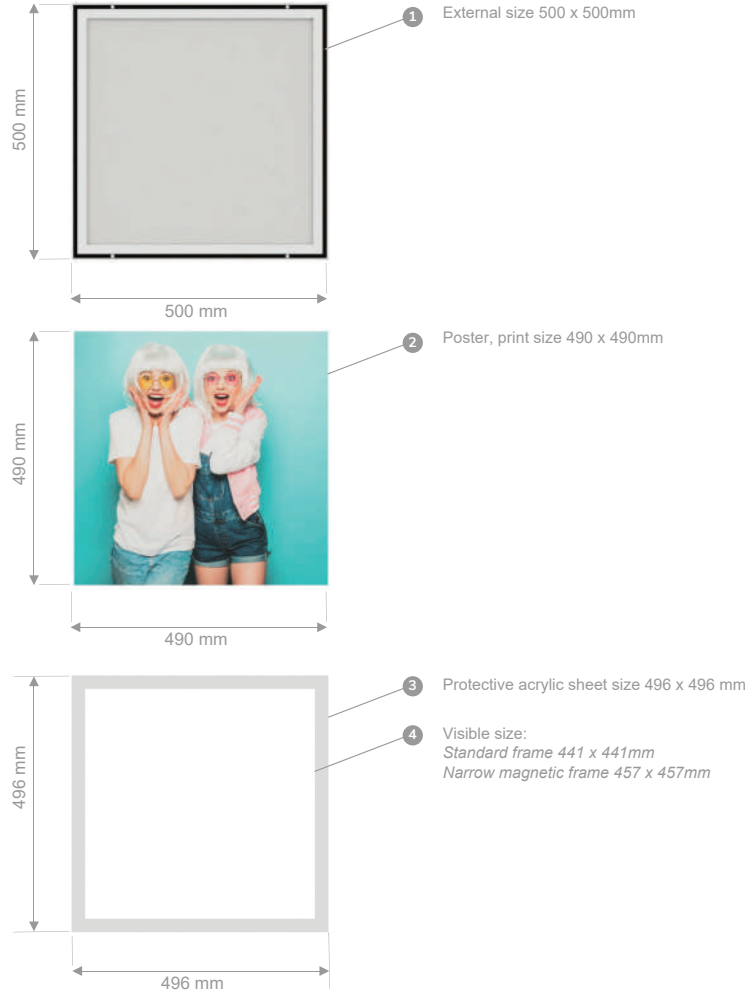 1 External size 500 x 500mm
500 mm
500 mm
2 Poster, print size 490 x 490mm
490 mm
490 mm
3 Protective acrylic sheet size 496 x 496 mm
4 Visible size:
Standard frame 441 x 441mm
Narrow magnetic frame 457 x 457mm
496 mm
496 mm